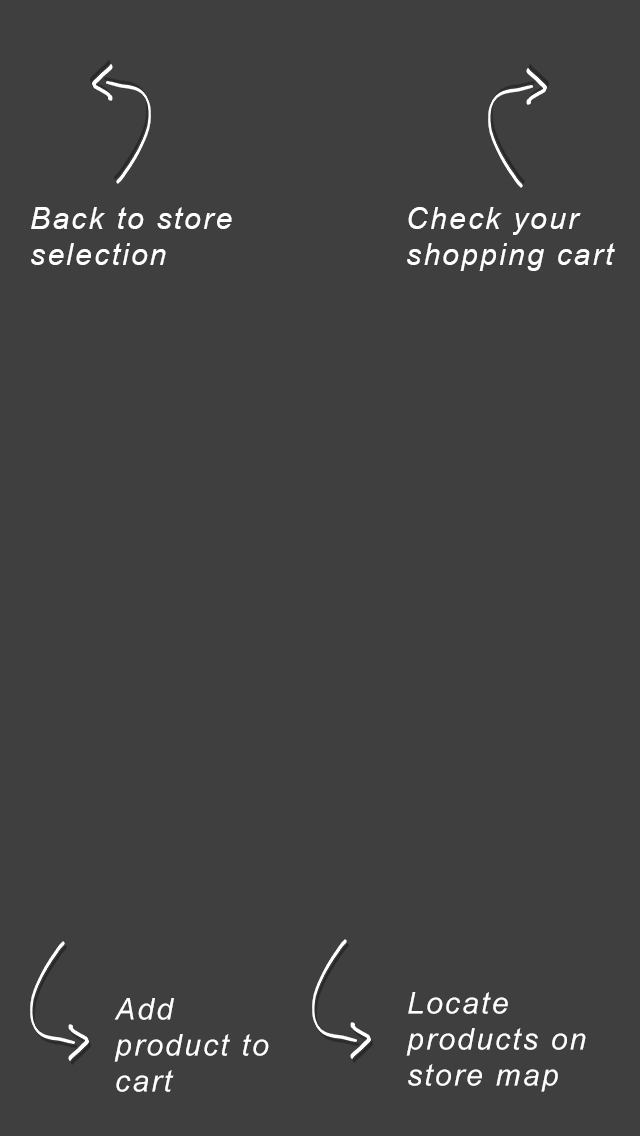 Back to store
selection
Check your
shopping cart
Add
product to
cart
Locate
products on
store map